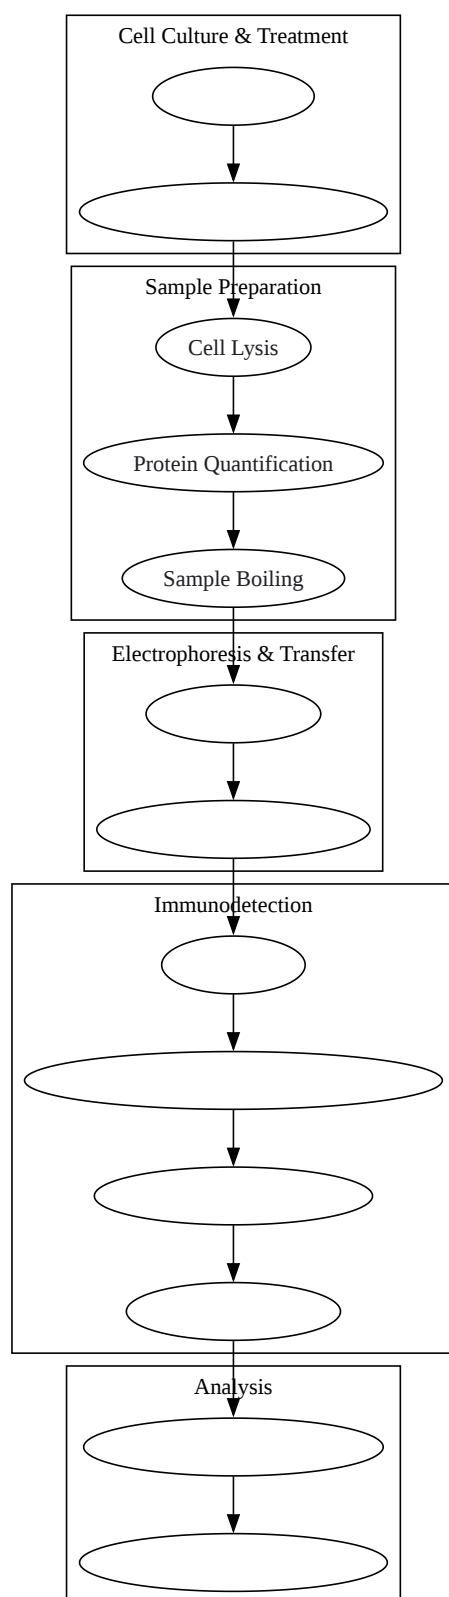 Cell Culture & Treatment
Sample Preparation
Cell Lysis
Protein Quantification
Sample Boiling
Electrophoresis & Transfer
Immunodetection
Analysis